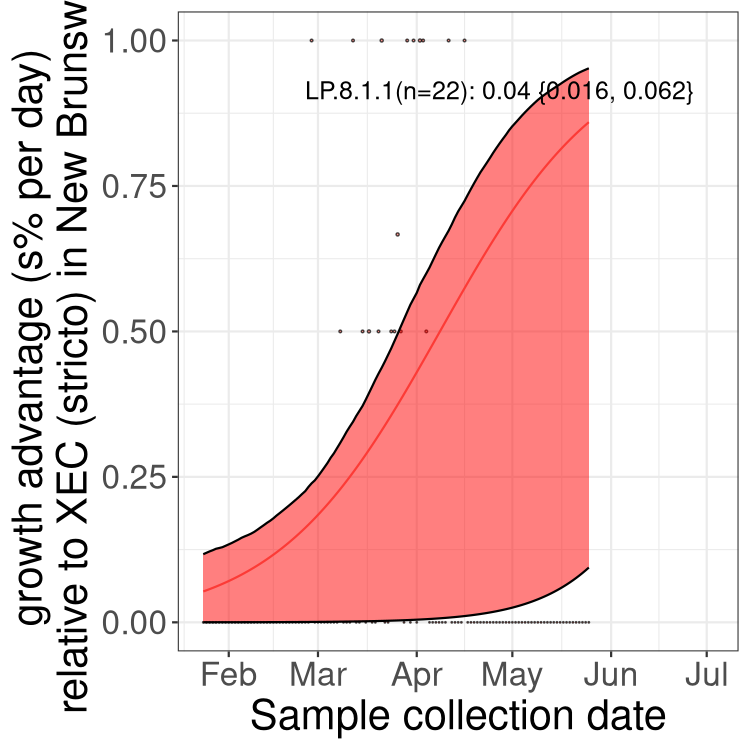 growth advantage (s% per day)
relative to XEC (stricto) in New Brunsw
1.00
0.75
0.50
0.25
0.00
LP.8.1.1(n=22): 0.04 {0.016, 0.062}
Feb Mar Apr May Jun Jul
Sample collection date